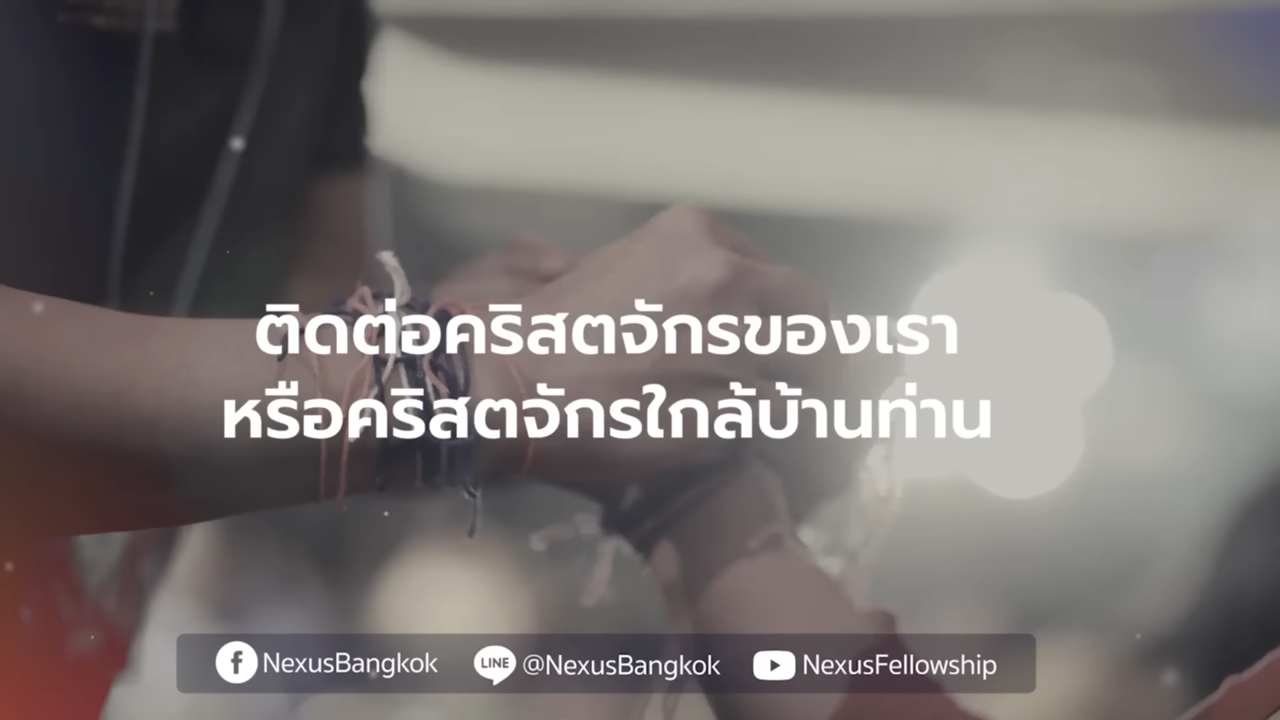 ติดต่อคริสตจักรของเรา
หรือคริสตจักรใกล้บ้านท่าน
NexusBangkok LINE @NexusBangkok NexusFellowship